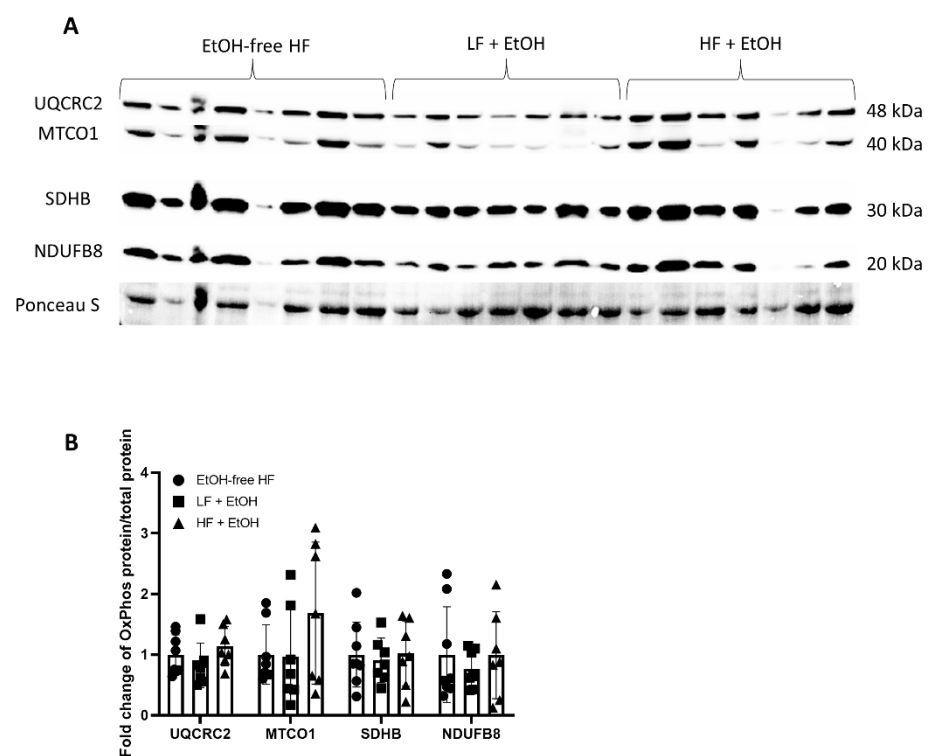 A
EtOH-free HF
LF + EtOH
HF + EtOH
UQCRC2
48 kDa
MTCO1
40 kDa
SDHB
30 kDa
NDUFB8
20 kDa
Ponceau S
B
Fold change of OxPhos protein/total protein
4
3
2
1
0
EtOH-free HF
LF + EtOH
HF + EtOH
UQCRC2
MTCO1
SDHB
NDUFB8